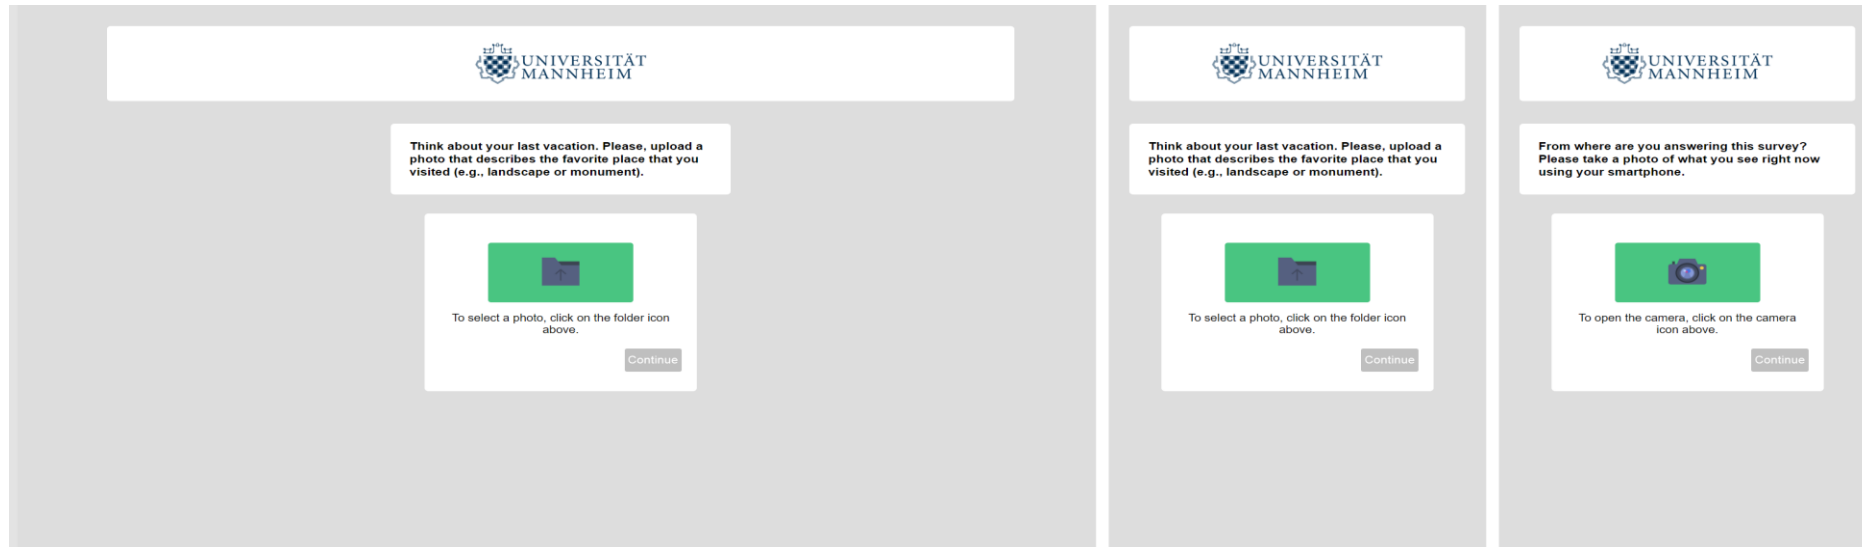 UNIVERSITÄT
MANNHEIM
Think about your last vacation. Please, upload a
photo that describes the favorite place that you
visited (e.g., landscape or monument).
To select a photo, click on the folder icon
above.
Continue
UNIVERSITÄT
MANNHEIM
Think about your last vacation. Please, upload a
photo that describes the favorite place that you
visited (e.g., landscape or monument).
To select a photo, click on the folder icon
above.
Continue
UNIVERSITÄT
MANNHEIM
From where are you answering this survey?
Please take a photo of what you see right now
using your smartphone.
To open the camera, click on the camera
icon above.
Continue